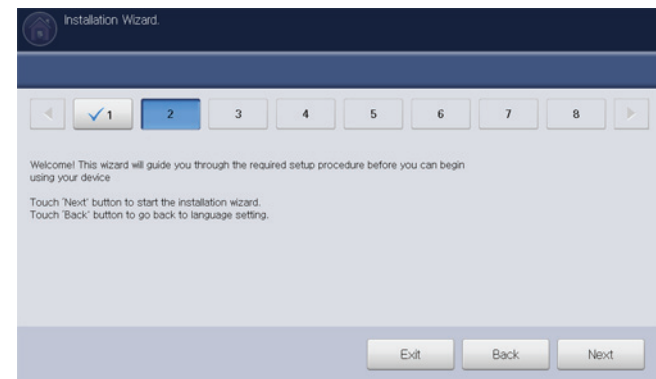 Installation Wizard.
1 2 3 4 5 6 7 8
Welcome! This wizard will guide you through the required setup procedure before you can begin
using your device
Touch 'Next' button to start the installation wizard.
Touch 'Back' button to go back to language setting.
Exit Back Next